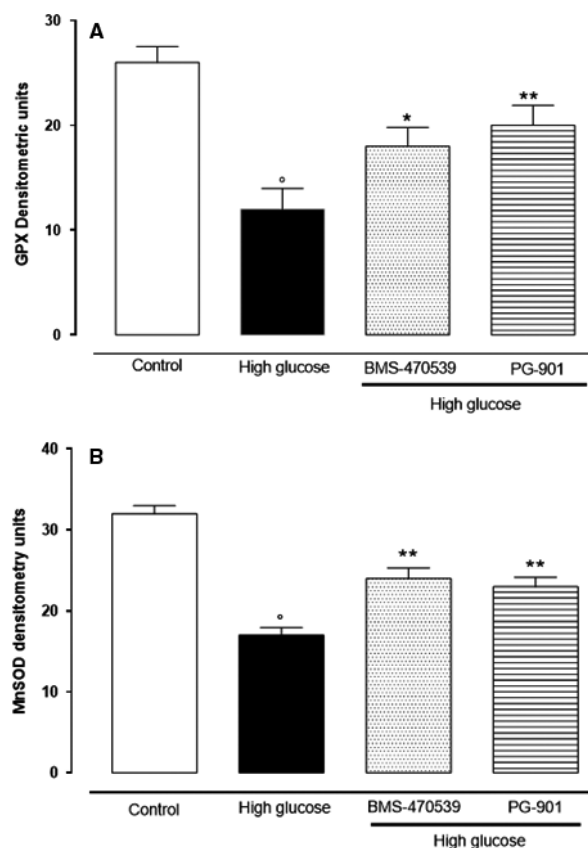 A
GPX Densitometric units
30
20
10
0
°
*
**
Control High glucose BMS-470539 PG-901
High glucose
B
MnSOD densitometry units
40
30
20
10
0
°
**
**
Control High glucose BMS-470539 PG-901
High glucose